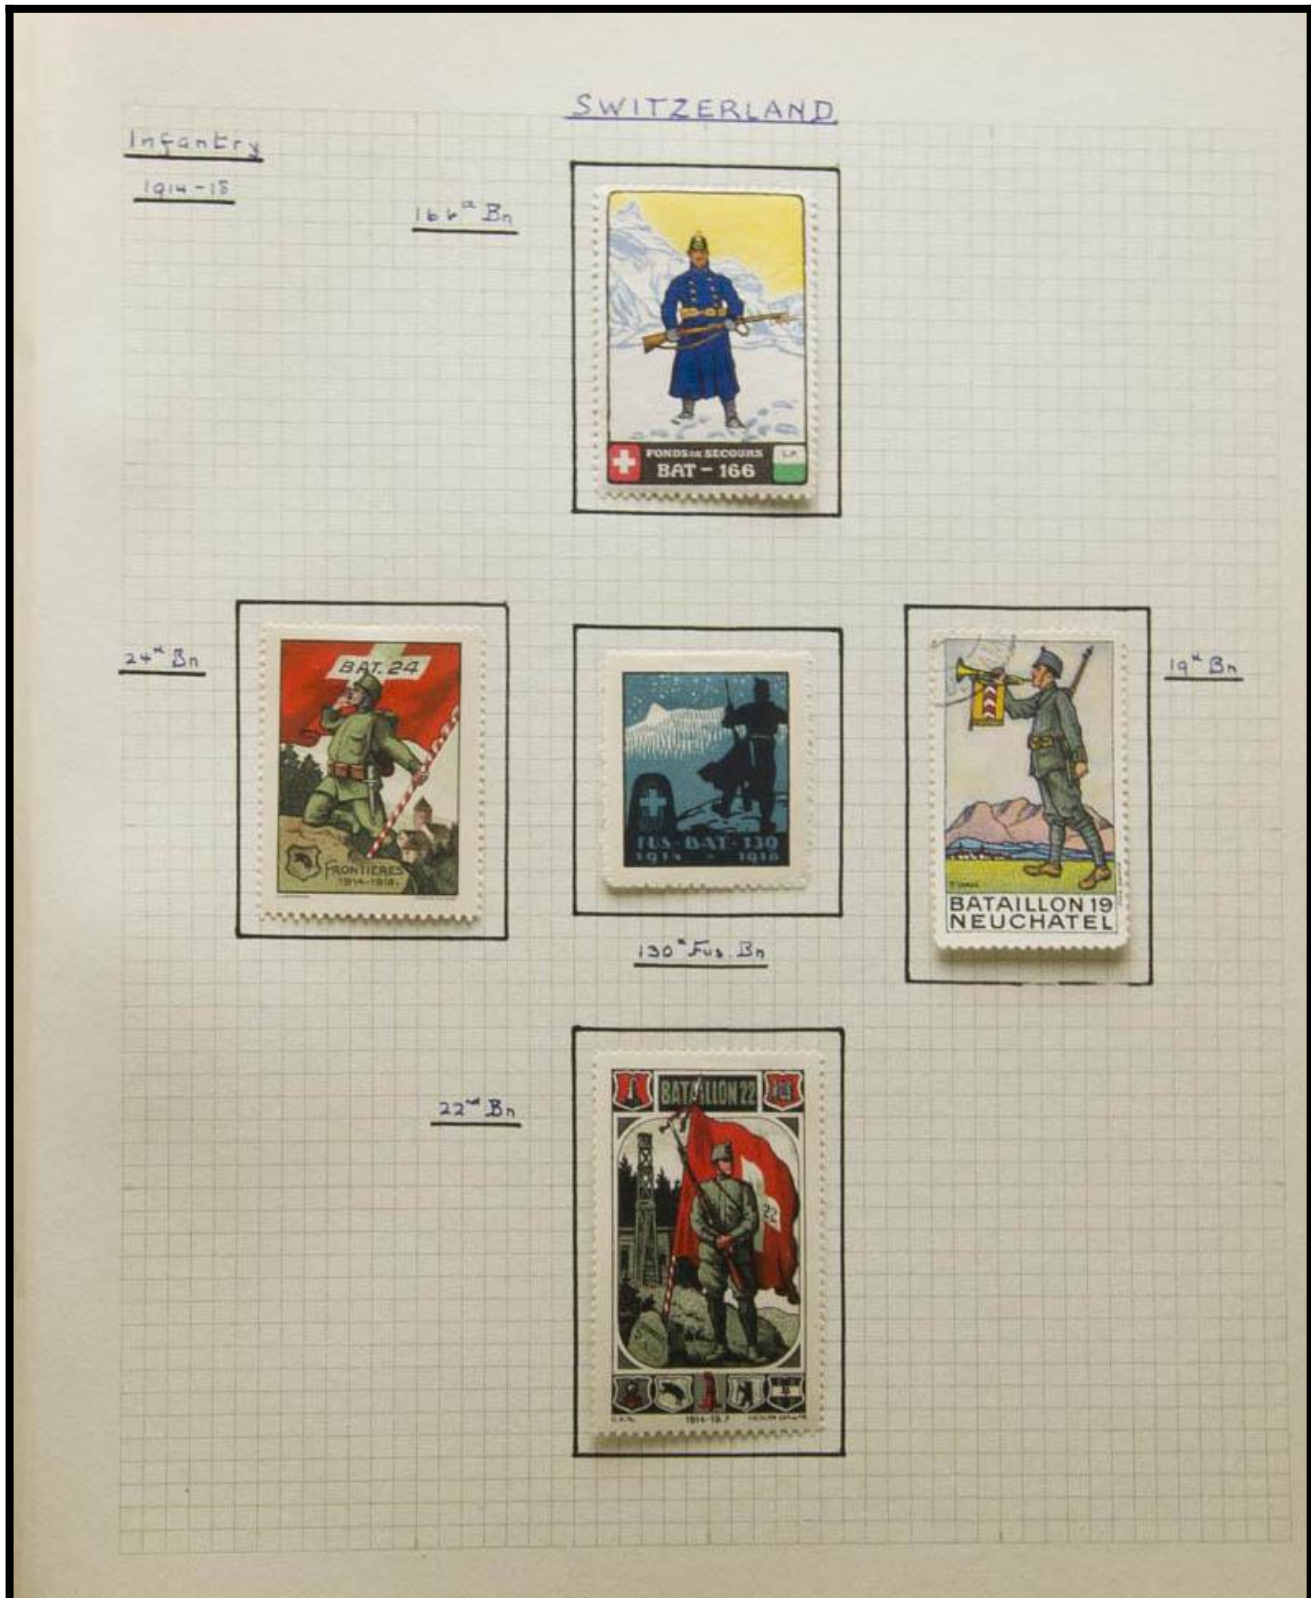 SWITZERLAND
Infantry
1914-18
166th Bn
FONDS DE SECOURS
BAT - 166
L.P.
24th Bn
BAT. 24
FRONTIERES
1914-1918.
FUS-BAT-130
1914 -
130th Fus. Bn
19th Bn
BATAILLON 19
NEUCHATEL
22nd Bn
BATAILLON 22
22